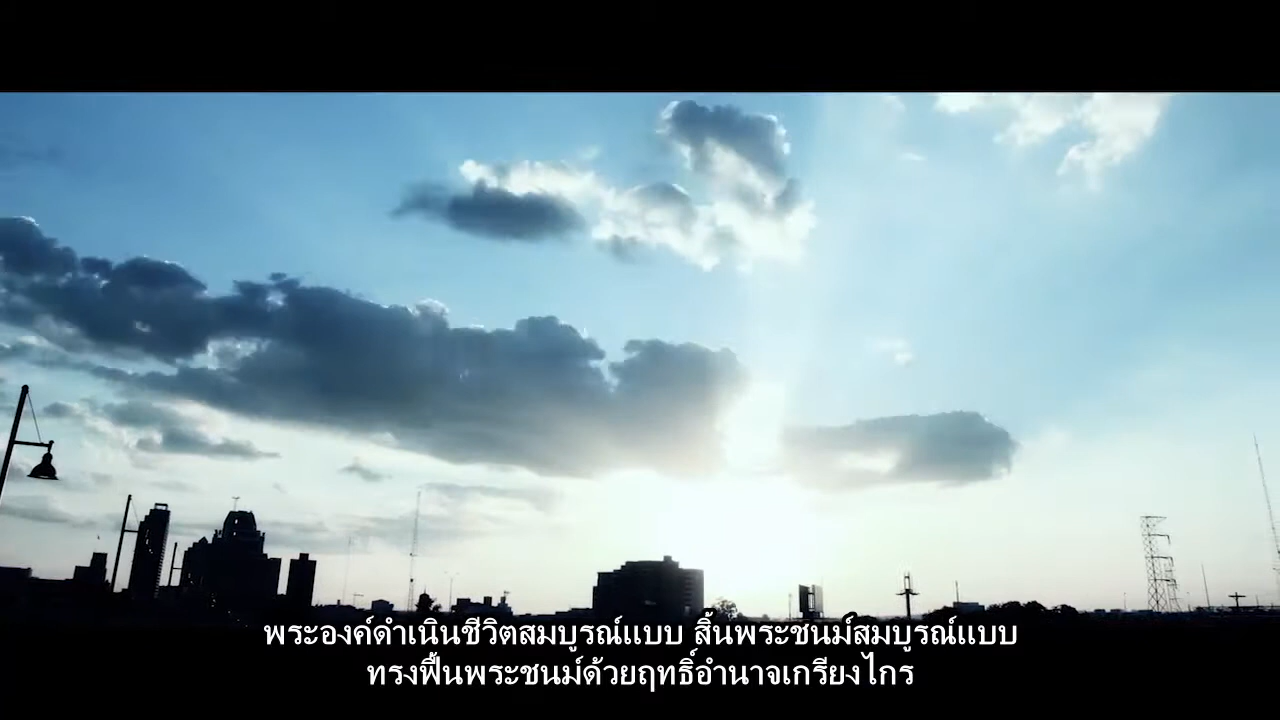 พระองค์ดำเนินชีวิตสมบูรณ์แบบ สิ้นพระชนม์สมบูรณ์แบบ
ทรงฟื้นพระชนม์ด้วยฤทธิ์อำนาจเกรียงไกร